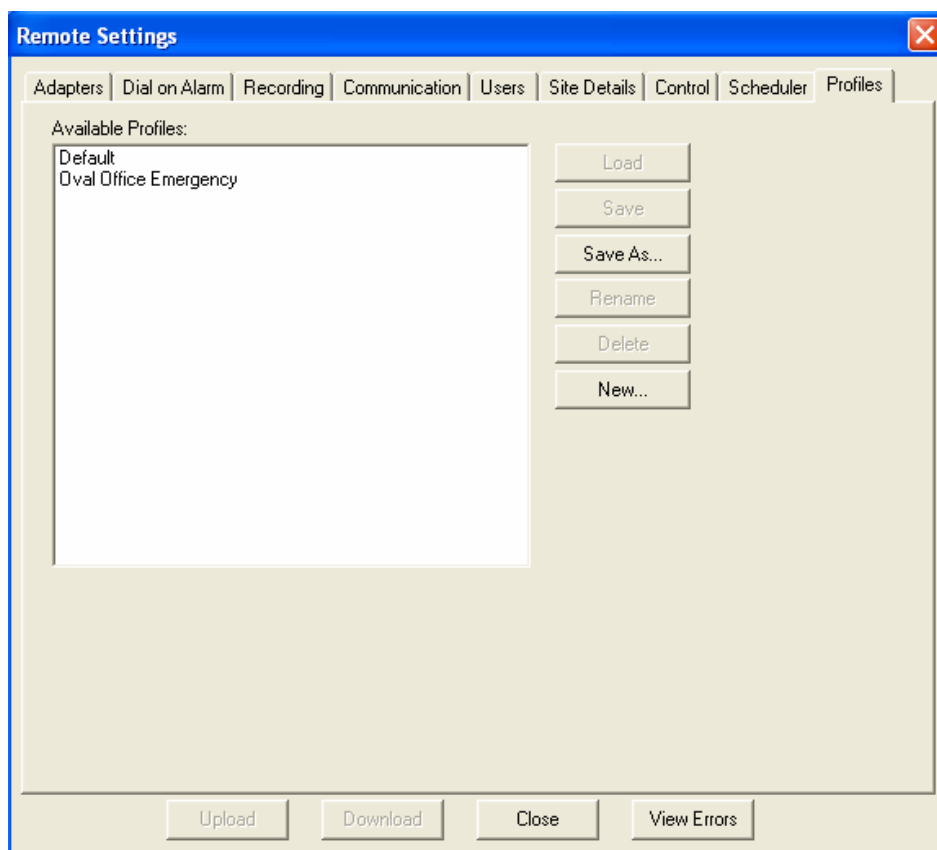 Remote Settings
Adapters Dial on Alarm Recording Communication Users Site Details Control Scheduler Profiles
Available Profiles:
Default
Oval Office Emergency
Load
Save
Save As...
Rename
Delete
New...
Upload Download Close View Errors